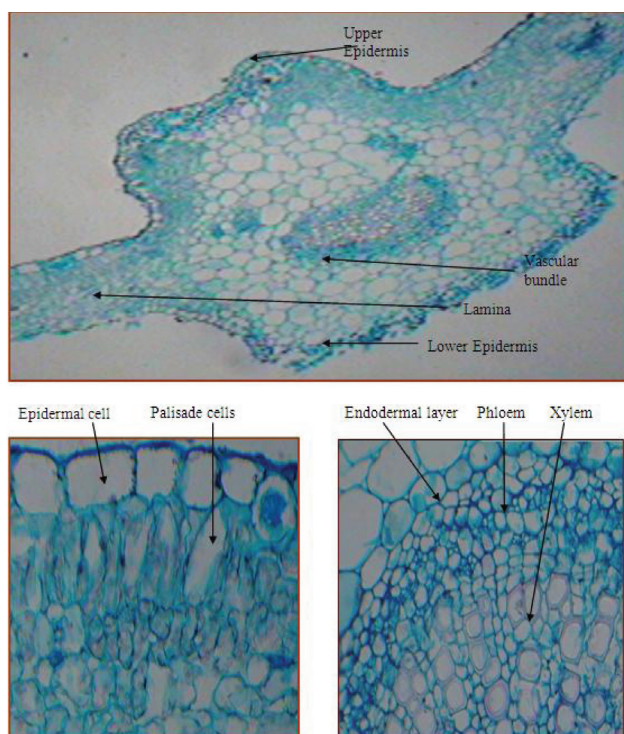 Upper
Epidermis
Vascular
bundle
Lamina
Lower Epidermis
Epidermal cell
Palisade cells
Endodermal layer
Phloem
Xylem